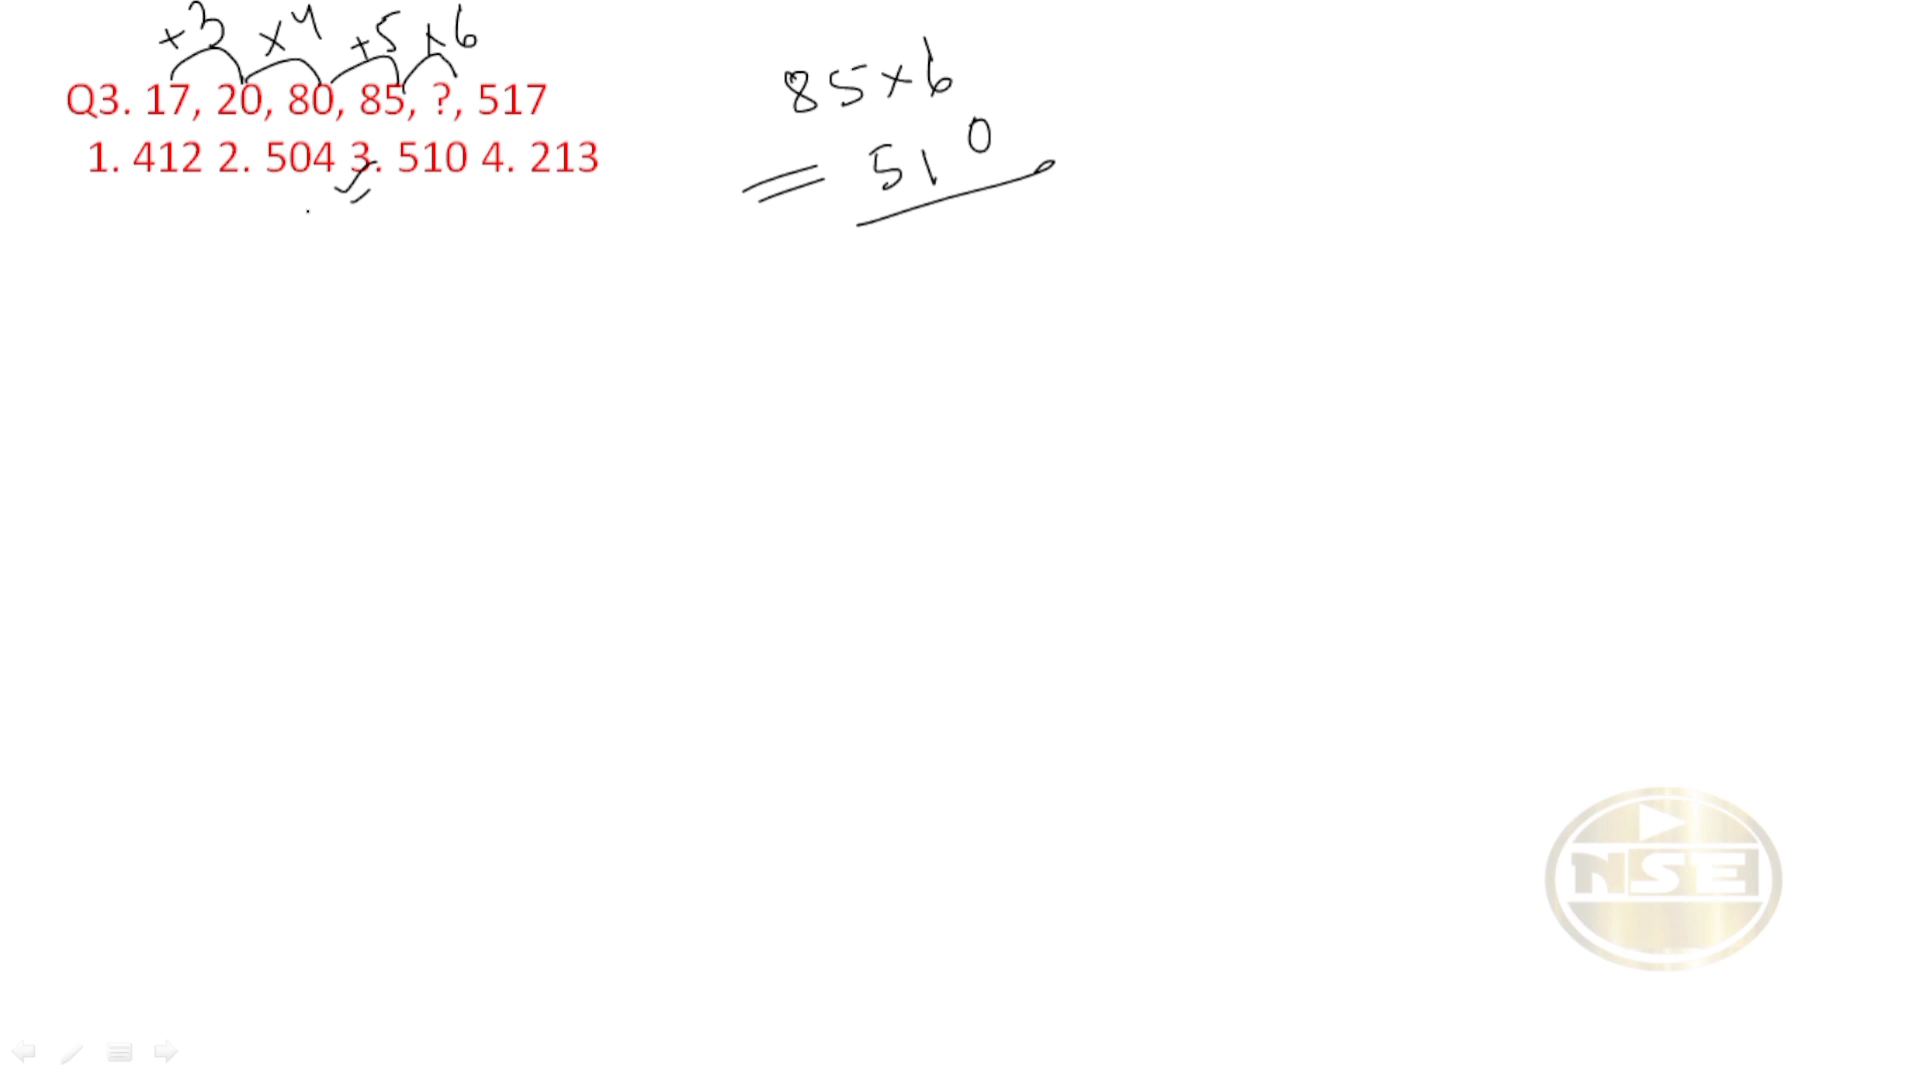 +3 ×4 +5 ×6
Q3. 17, 20, 80, 85, ?, 517
1. 412 2. 504 3. 510 4. 213
85×6
= 510
NSE